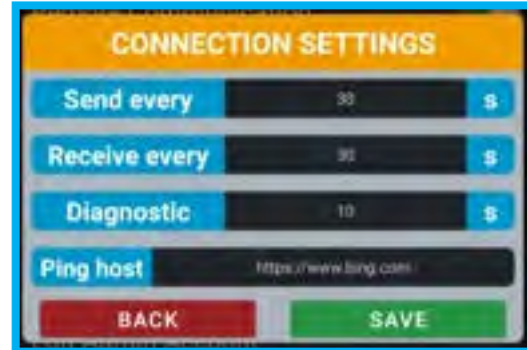 CONNECTION SETTINGS
Send every 30 s
Receive every 30 s
Diagnostic 10 s
Ping host https://www.bing.com
BACK SAVE